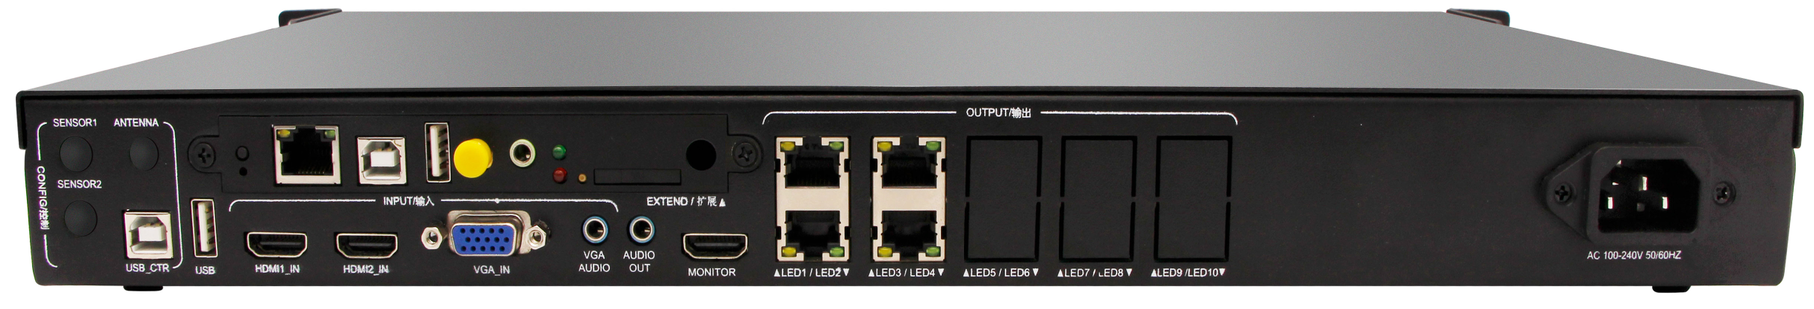 SENSOR1 ANTENNA
OUTPUT/输出
CONFIG/控制
SENSOR2
INPUT/输入
EXTEND / 扩展▲
USB_CTR
USB
HDMI1_IN
HDMI2_IN
VGA_IN
VGA
AUDIO
AUDIO
OUT
MONITOR
▲LED1 / LED2▼
▲LED3 / LED4▼
▲LED5 / LED6▼
▲LED7 / LED8▼
▲LED9 /LED10▼
AC 100-240V 50/60HZ